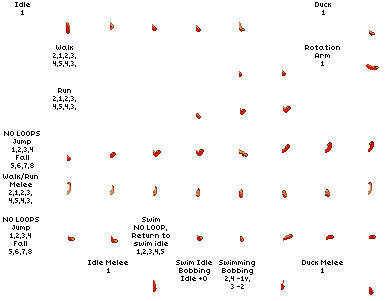 Idle
1
Duck
1
Walk
2,1,2,3,
4,5,4,3,
Rotation
Arm
1
Run
2,1,2,3,
4,5,4,3,
NO LOOPS
Jump
1,2,3,4
Fall
5,6,7,8
Walk/Run
Melee
2,1,2,3,
4,5,4,3,
NO LOOPS
Jump
1,2,3,4
Fall
5,6,7,8
Swim
NO LOOP,
Return to
swim idle
1,2,3,4,5
Idle Melee
1
Swim Idle
Bobbing
Idle +0
Swimming
Bobbing
2,4 -1v,
3 -2
Duck Melee
1